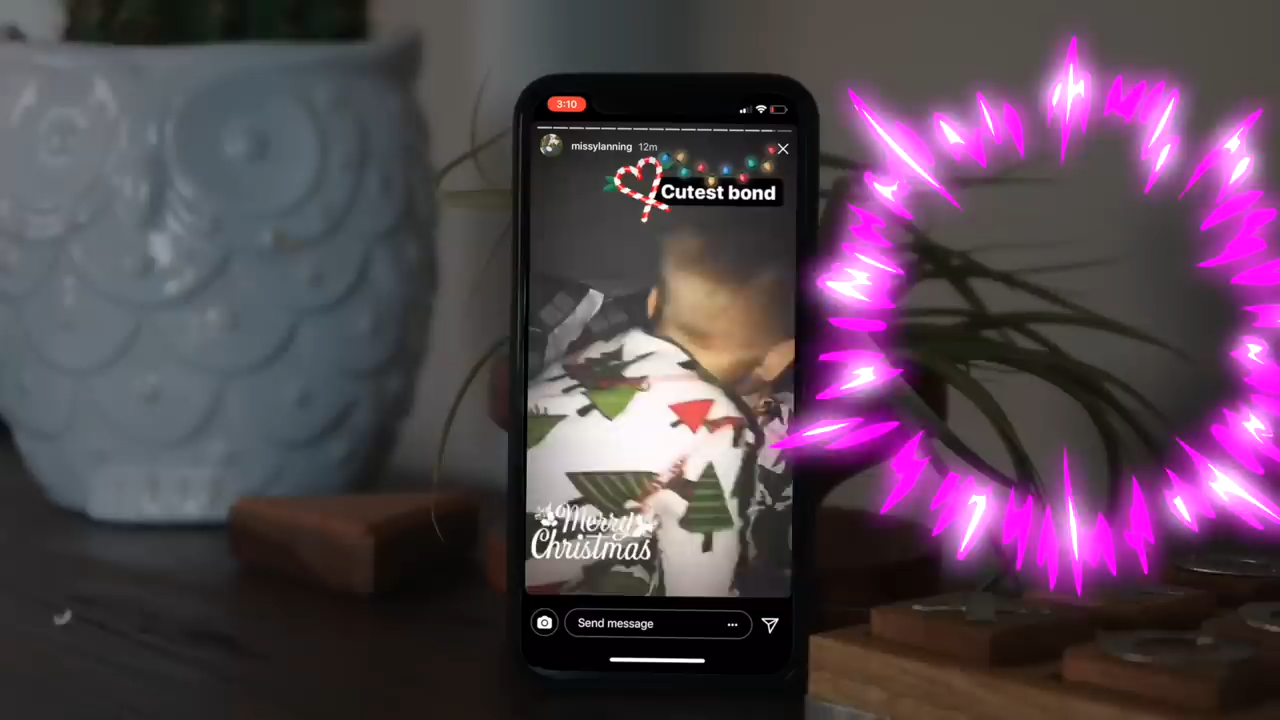 3:10
missylanning 12m
Cutest bond
Merry
Christmas
Send message